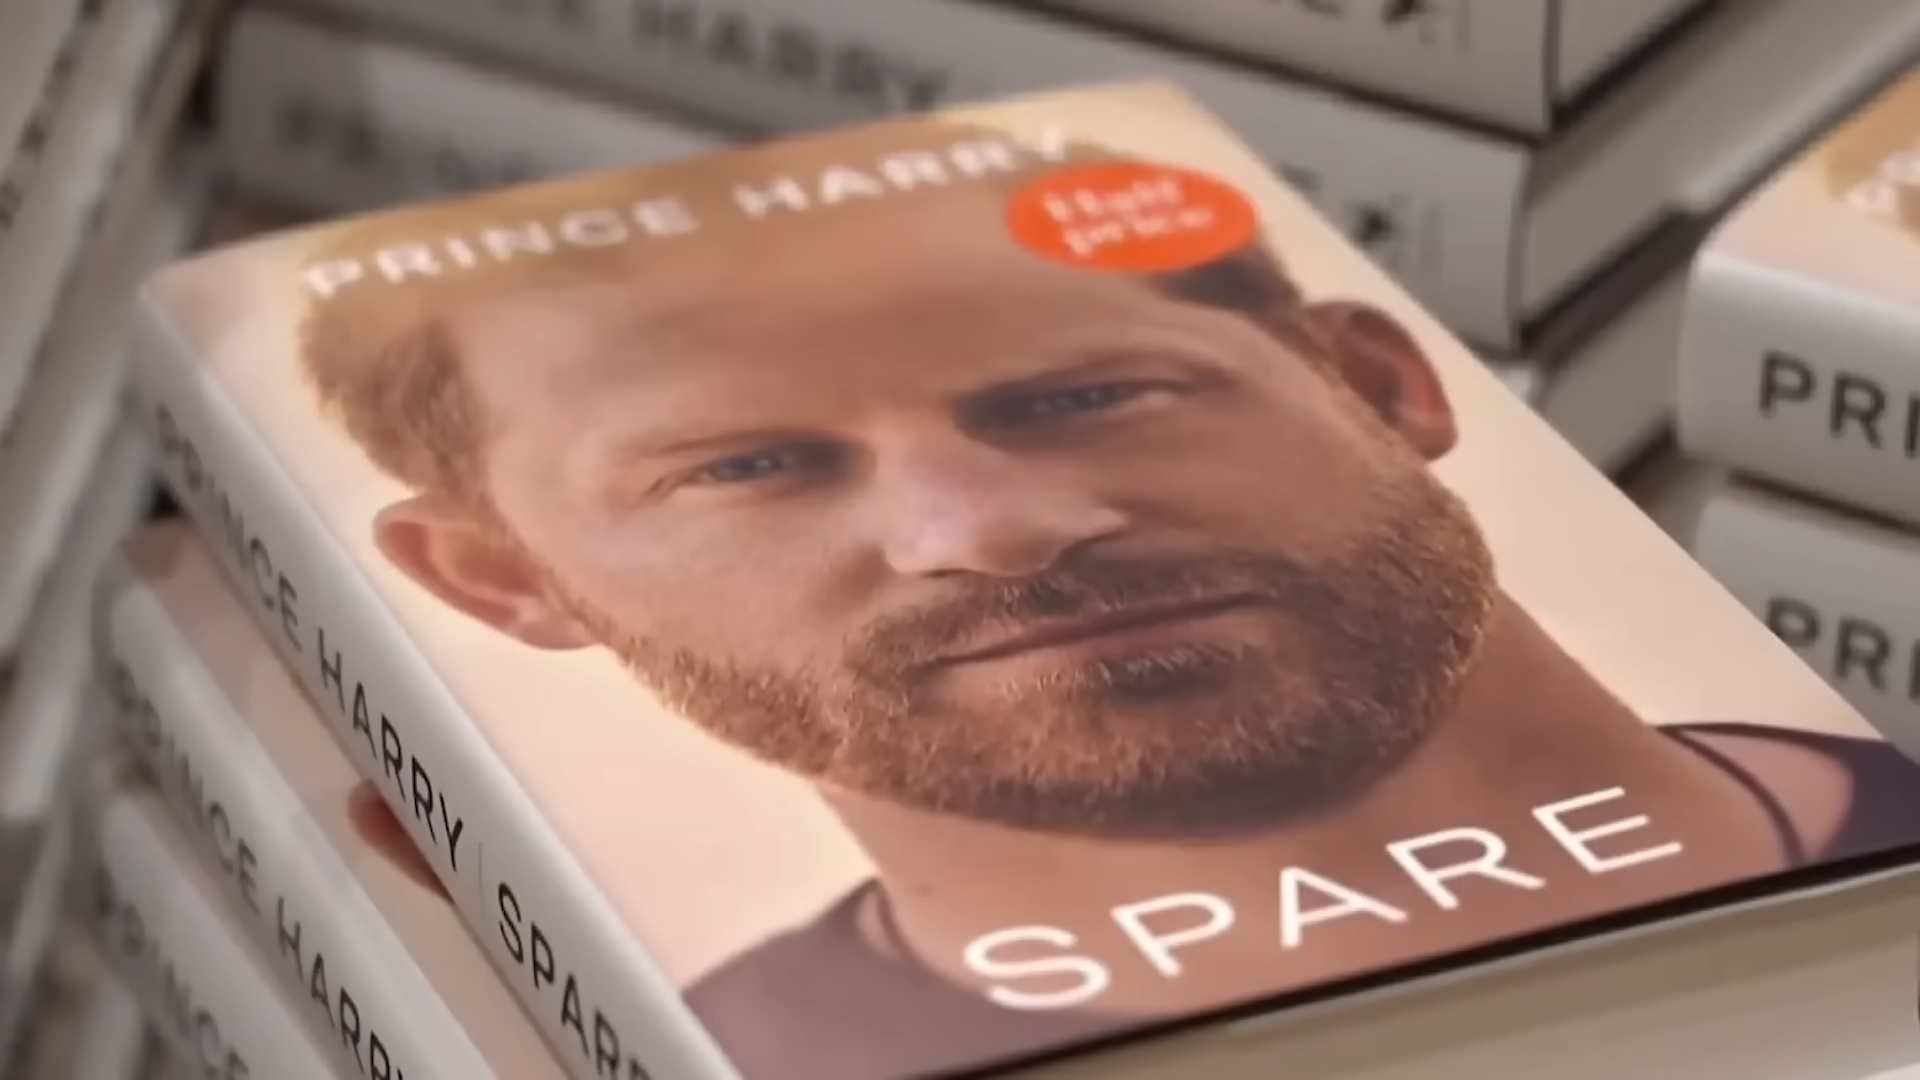 HARRY
PRINCE HARRY
Half
price
SPARE
PRINCE HARRY | SPARE
PRINCE HARRY
PRINCE
PRI
PRI